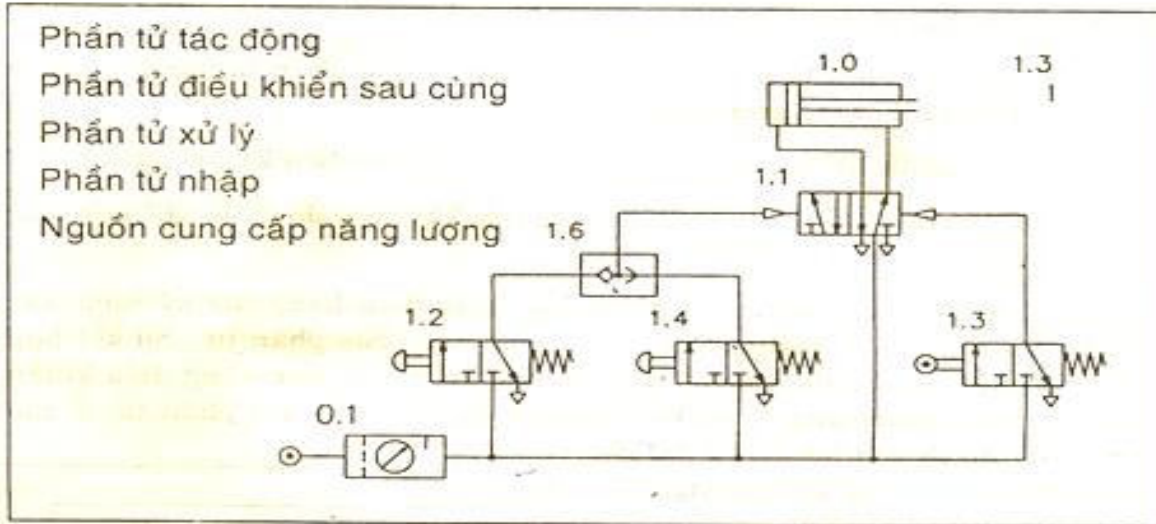 Phần tử tác động
Phần tử điều khiển sau cùng
Phần tử xử lý
Phần tử nhập
Nguồn cung cấp năng lượng
1.0
1.3
1.1
1.6
1.2
1.4
1.3
0.1